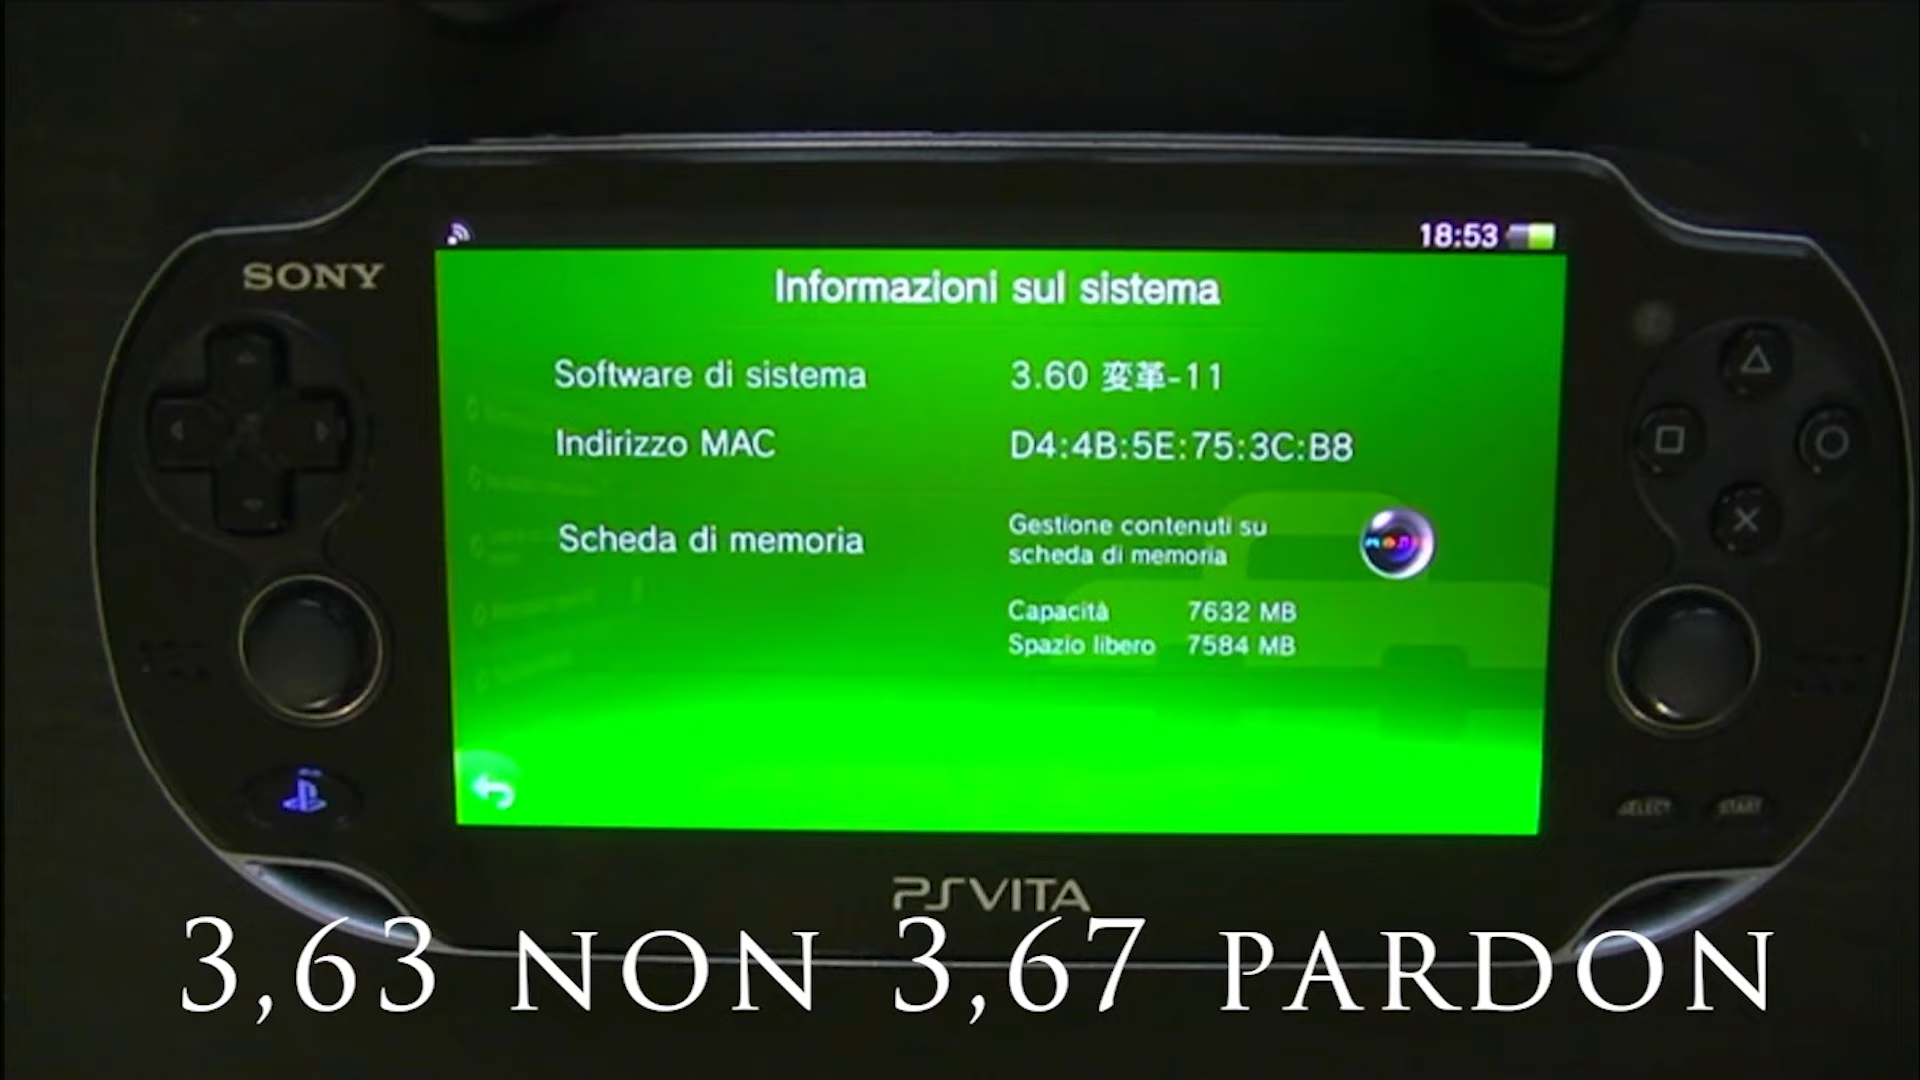 18:53
SONY
Informazioni sul sistema
Software di sistema 3.60 変革-11
Indirizzo MAC D4:4B:5E:75:3C:B8
Scheda di memoria Gestione contenuti su
scheda di memoria
Capacità 7632 MB
Spazio libero 7584 MB
SELECT START
PSVITA
3,63 NON 3,67 PARDON